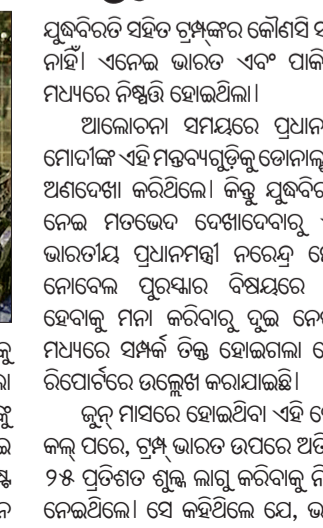 ଯୁଦ୍ଧବିରତି ସହିତ ଟ୍ରମ୍ପଙ୍କର କୌଣସି
ନାହିଁ। ଏନେଇ ଭାରତ ଏବଂ ପାକି
ମଧ୍ୟରେ ନିଷ୍ପତ୍ତି ହୋଇଥିଲା।
ଆଲୋଚନା ସମୟରେ ପ୍ରଧାନ
ମୋଦୀଙ୍କ ଏହି ମନ୍ତବ୍ୟଗୁଡ଼ିକୁ ଡୋନାଲ୍ଡ
ଅଣଦେଖା କରିଥିଲେ। କିନ୍ତୁ ଯୁଦ୍ଧବିର
ନେଇ ମତଭେଦ ଦେଖାଦେବାରୁ
ଭାରତୀୟ ପ୍ରଧାନମନ୍ତ୍ରୀ ନରେନ୍ଦ୍ର
ନୋବେଲ ପୁରସ୍କାର ବିଷୟରେ
ହେବାକୁ ମନା କରିବାରୁ ଦୁଇ ନେ
ମଧ୍ୟରେ ସମ୍ପର୍କ ତିକ୍ତ ହୋଇଗଲା
ରିପୋର୍ଟରେ ଉଲ୍ଲେଖ କରାଯାଇଛି।
ଜୁନ୍ ମାସରେ ହୋଇଥିବା ଏହି
କଲ୍ ପରେ, ଟ୍ରମ୍ପ ଭାରତ ଉପରେ ଅତି
୨୫ ପ୍ରତିଶତ ଶୁଳ୍କ ଲାଗୁ କରିବାକୁ ନି
ନେଇଥିଲେ। ସେ କହିଥିଲେ ଯେ, ଭ